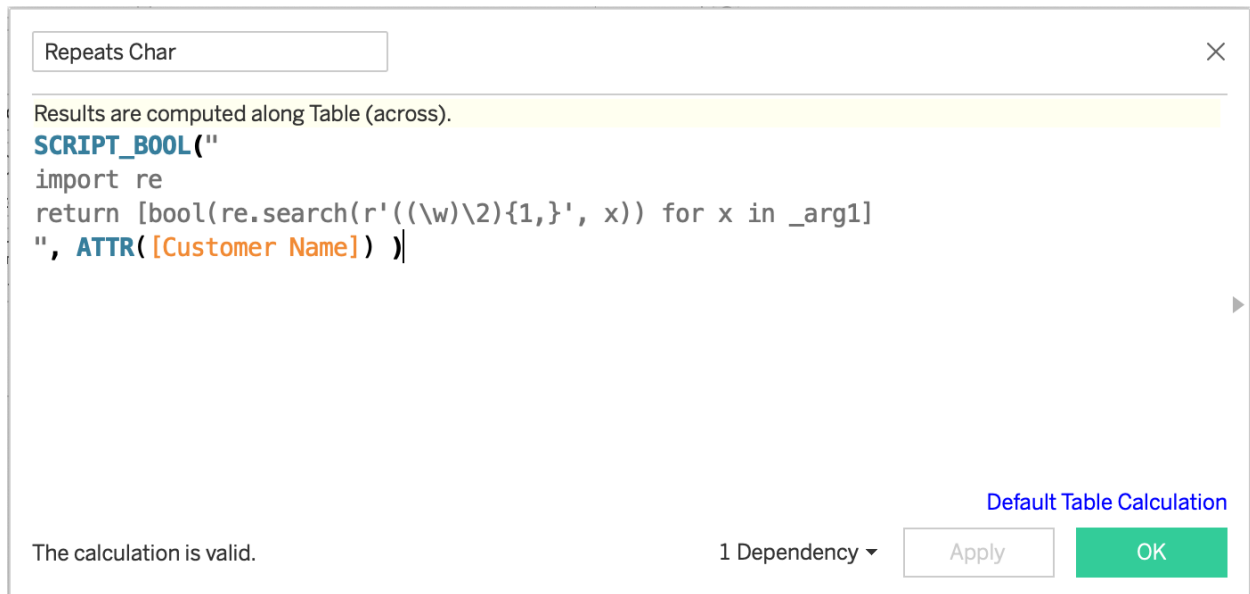 Repeats Char
Results are computed along Table (across).
SCRIPT_BOOL("
import re
return [bool(re.search(r'((\w)\2){1,}', x)) for x in _arg1]
", ATTR([Customer Name]) )
Default Table Calculation
The calculation is valid.
1 Dependency
Apply
OK